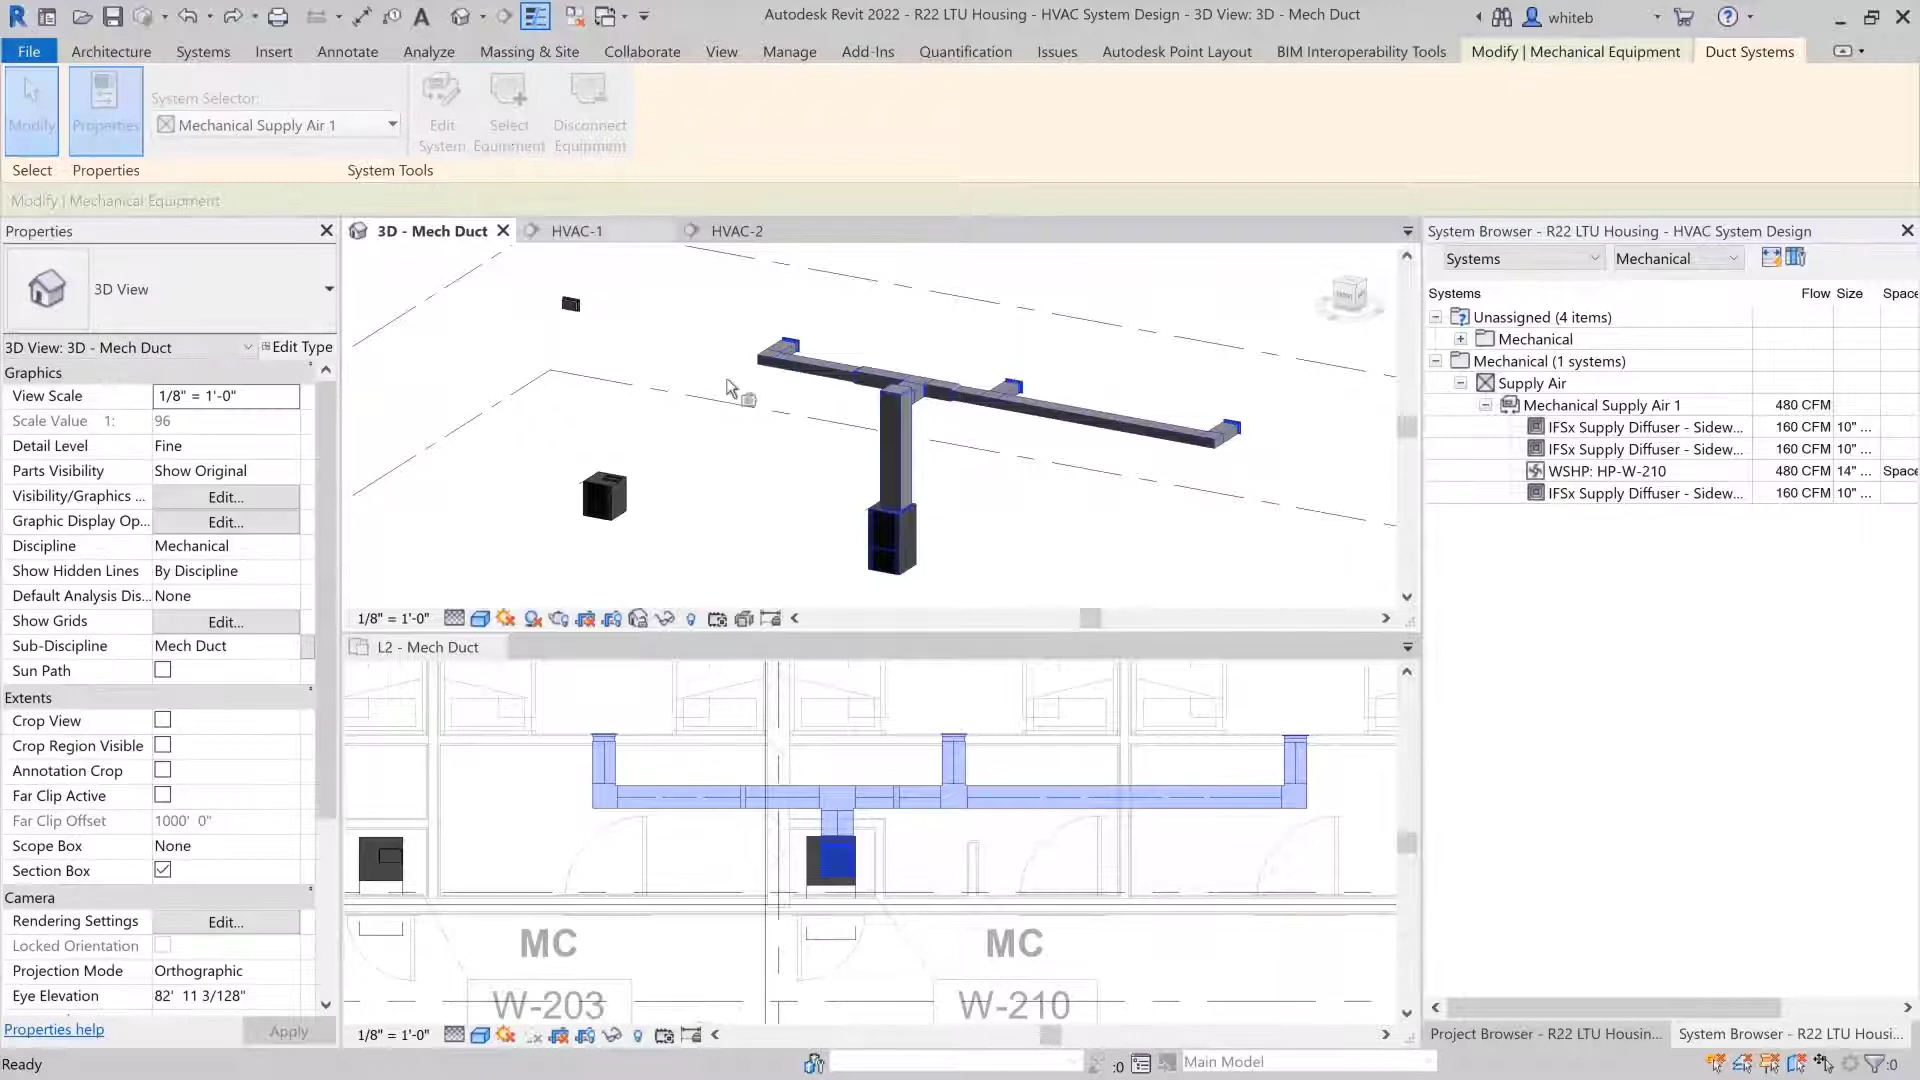 Autodesk Revit 2022 - R22 LTU Housing - HVAC System Design - 3D View: 3D - Mech Duct
whiteb
File Architecture Systems Insert Annotate Analyze Massing & Site Collaborate View Manage Add-Ins Quantification Issues Autodesk Point Layout BIM Interoperability Tools Modify | Mechanical Equipment Duct Systems
Modify
Properties
System Selector:
Mechanical Supply Air 1
Edit System
Select Equipment
Disconnect Equipment
Select Properties System Tools
Modify | Mechanical Equipment
Properties
3D View
3D View: 3D - Mech Duct Edit Type
Graphics
View Scale 1/8" = 1'-0"
Scale Value 1: 96
Detail Level Fine
Parts Visibility Show Original
Visibility/Graphics ... Edit...
Graphic Display Op... Edit...
Discipline Mechanical
Show Hidden Lines By Discipline
Default Analysis Dis... None
Show Grids Edit...
Sub-Discipline Mech Duct
Sun Path
Extents
Crop View
Crop Region Visible
Annotation Crop
Far Clip Active
Far Clip Offset 1000' 0"
Scope Box None
Section Box
Camera
Rendering Settings Edit...
Locked Orientation
Projection Mode Orthographic
Eye Elevation 82' 11 3/128"
Properties help Apply
3D - Mech Duct HVAC-1 HVAC-2
1/8" = 1'-0"
L2 - Mech Duct
MC MC
W-203 W-210
1/8" = 1'-0"
System Browser - R22 LTU Housing - HVAC System Design
Systems Mechanical
Systems Flow Size Space
Unassigned (4 items)
Mechanical
Mechanical (1 systems)
Supply Air
Mechanical Supply Air 1 480 CFM
IFSx Supply Diffuser - Sidew... 160 CFM 10" ...
IFSx Supply Diffuser - Sidew... 160 CFM 10" ...
WSHP: HP-W-210 480 CFM 14" ... Space
IFSx Supply Diffuser - Sidew... 160 CFM 10" ...
Project Browser - R22 LTU Housin... System Browser - R22 LTU Housi...
Ready :0 Main Model :0